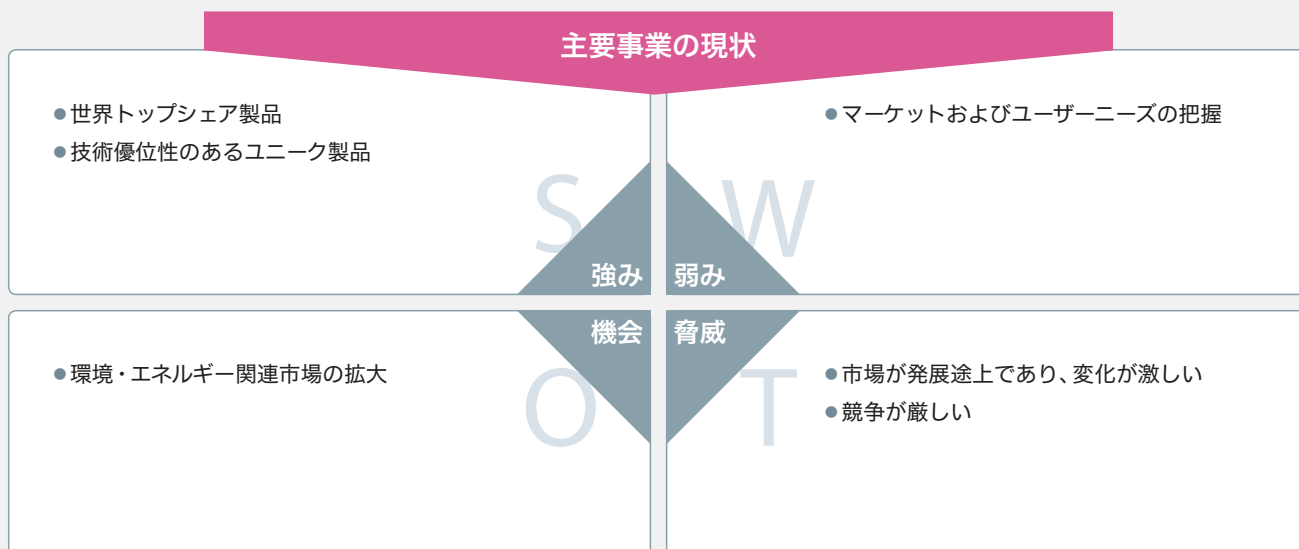 主要事業の現状
●世界トップシェア製品
●技術優位性のあるユニーク製品
S
強み
●マーケットおよびユーザーニーズの把握
W
弱み
機会
●環境・エネルギー関連市場の拡大
O
脅威
●市場が発展途上であり、変化が激しい
●競争が厳しい
T